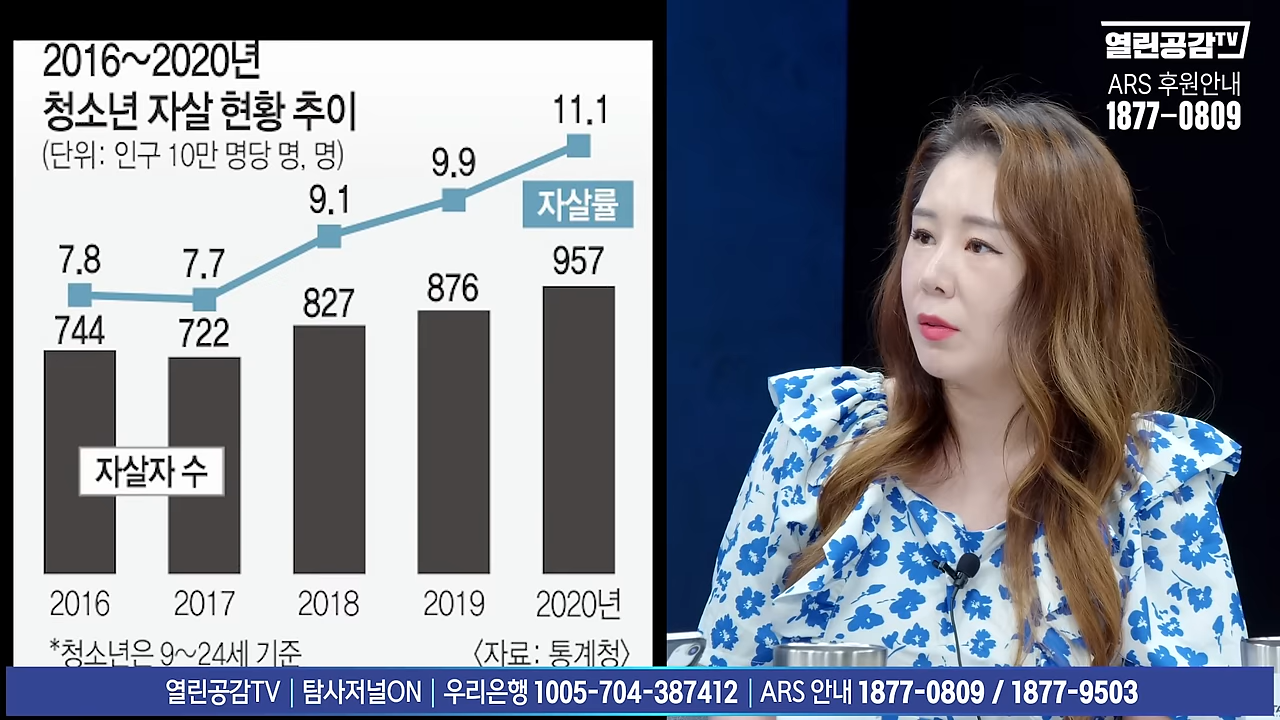 2016~2020년
청소년 자살 현황 추이
(단위: 인구 10만 명당 명, 명)
11.1
9.9
9.1
7.8
7.7
자살률
957
876
827
744
722
자살자 수
2016
2017
2018
2019
2020년
*청소년은 9~24세 기준
<자료: 통계청>
열린공감TV
ARS 후원안내
1877-0809
열린공감TV | 탐사저널ON | 우리은행 1005-704-387412 | ARS 안내 1877-0809 / 1877-9503